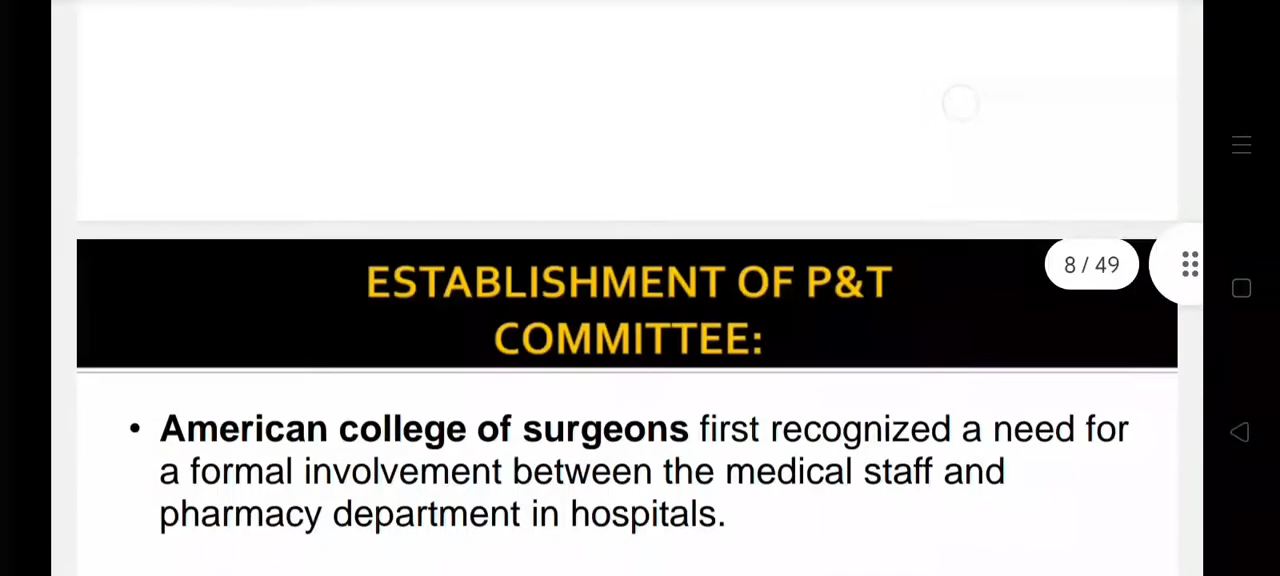 8 / 49
ESTABLISHMENT OF P&T
COMMITTEE:
• American college of surgeons first recognized a need for
a formal involvement between the medical staff and
pharmacy department in hospitals.